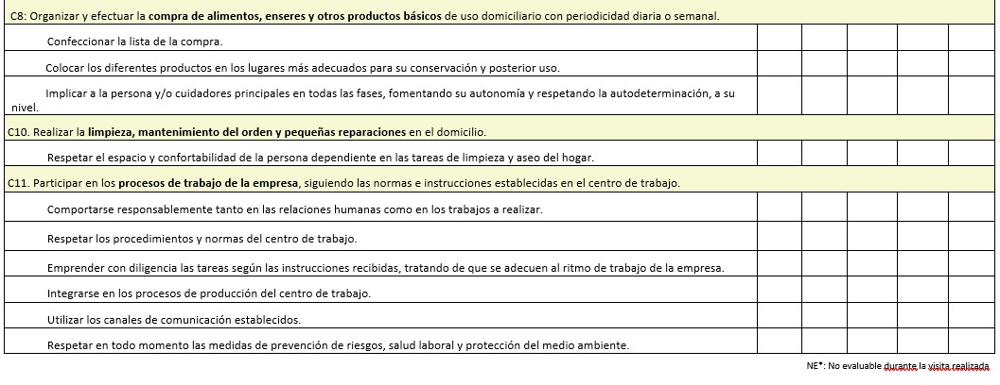 C8: Organizar y efectuar la compra de alimentos, enseres y otros productos básicos de uso domiciliario con periodicidad diaria o semanal.
Confeccionar la lista de la compra.
Colocar los diferentes productos en los lugares más adecuados para su conservación y posterior uso.
Implicar a la persona y/o cuidadores principales en todas las fases, fomentando su autonomía y respetando la autodeterminación, a su
nivel.
C10. Realizar la limpieza, mantenimiento del orden y pequeñas reparaciones en el domicilio.
Respetar el espacio y confortabilidad de la persona dependiente en las tareas de limpieza y aseo del hogar.
C11. Participar en los procesos de trabajo de la empresa, siguiendo las normas e instrucciones establecidas en el centro de trabajo.
Comportarse responsablemente tanto en las relaciones humanas como en los trabajos a realizar.
Respetar los procedimientos y normas del centro de trabajo.
Emprender con diligencia las tareas según las instrucciones recibidas, tratando de que se adecuen al ritmo de trabajo de la empresa.
Integrarse en los procesos de producción del centro de trabajo.
Utilizar los canales de comunicación establecidos.
Respetar en todo momento las medidas de prevención de riesgos, salud laboral y protección del medio ambiente.
NE*: No evaluable durante la visita realizada